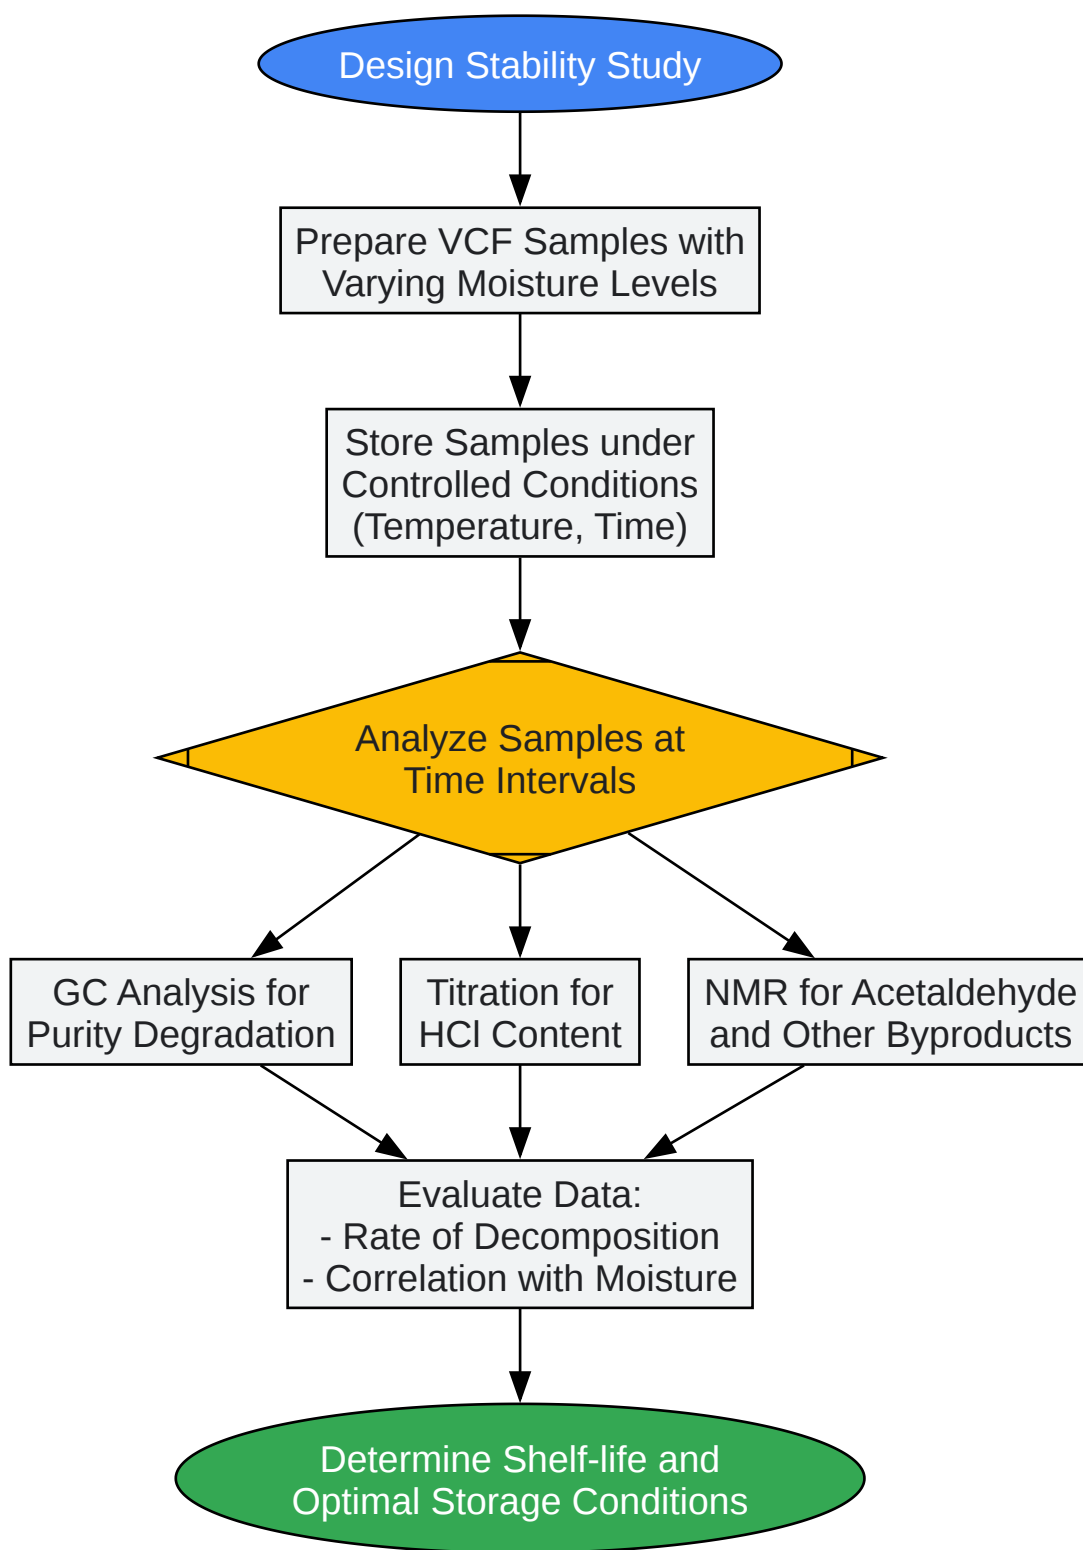 Design Stability Study
Prepare VCF Samples with
Varying Moisture Levels
Store Samples under
Controlled Conditions
(Temperature, Time)
Analyze Samples at
Time Intervals
GC Analysis for
Purity Degradation
Titration for
HCl Content
NMR for Acetaldehyde
and Other Byproducts
Evaluate Data:
- Rate of Decomposition
- Correlation with Moisture
Determine Shelf-life and
Optimal Storage Conditions